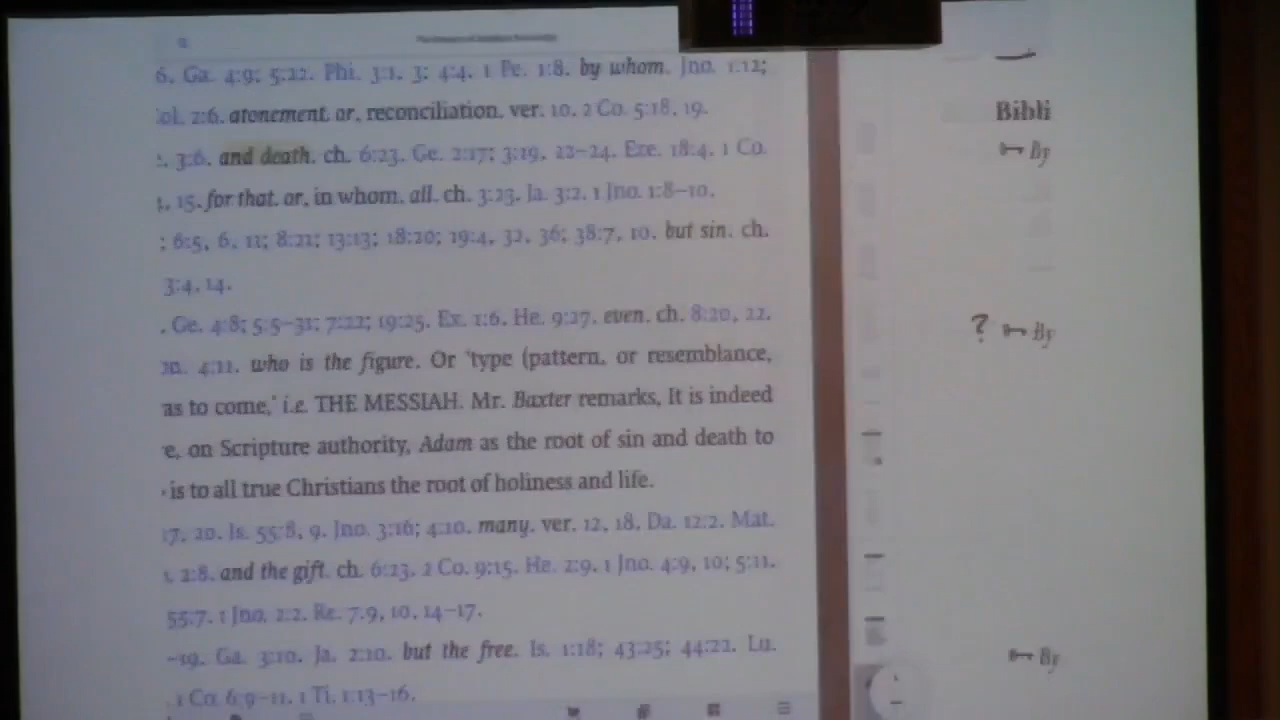 6. Ga. 4:9; 5:22. Phi. 3:1, 3; 4:4. 1 Pe. 1:8. by whom. Jno. 1:12;
ol. 2:6. atonement. or, reconciliation. ver. 10. 2 Co. 5:18, 19.
3:6. and death. ch. 6:23. Ge. 2:17; 3:19, 22–24. Eze. 18:4. 1 Co.
15. for that. or, in whom. all. ch. 3:23. Ja. 3:2. 1 Jno. 1:8–10.
; 6:5, 6, 11; 8:21; 13:13; 18:20; 19:4, 32, 36; 38:7, 10. but sin. ch.
3:4, 14.
. Ge. 4:8; 5:5–31; 7:22; 19:25. Ex. 1:6. He. 9:27. even. ch. 8:20, 22.
4:11. who is the figure. Or 'type (pattern, or resemblance,
as to come,' i.e. THE MESSIAH. Mr. Baxter remarks, It is indeed
e, on Scripture authority, Adam as the root of sin and death to
is to all true Christians the root of holiness and life.
17, 20. Is. 55:8, 9. Jno. 3:16; 4:10. many. ver. 12, 18. Da. 12:2. Mat.
2:8. and the gift. ch. 6:23. 2 Co. 9:15. He. 2:9. 1 Jno. 4:9, 10; 5:11.
55:7. 1 Jno. 2:2. Re. 7:9, 10, 14–17.
–19. Ga. 3:10. Ja. 2:10. but the free. Is. 1:18; 43:25; 44:22. Lu.
1 Co. 6:9–11. 1 Ti. 1:13–16.
Bibli
By
? By
By